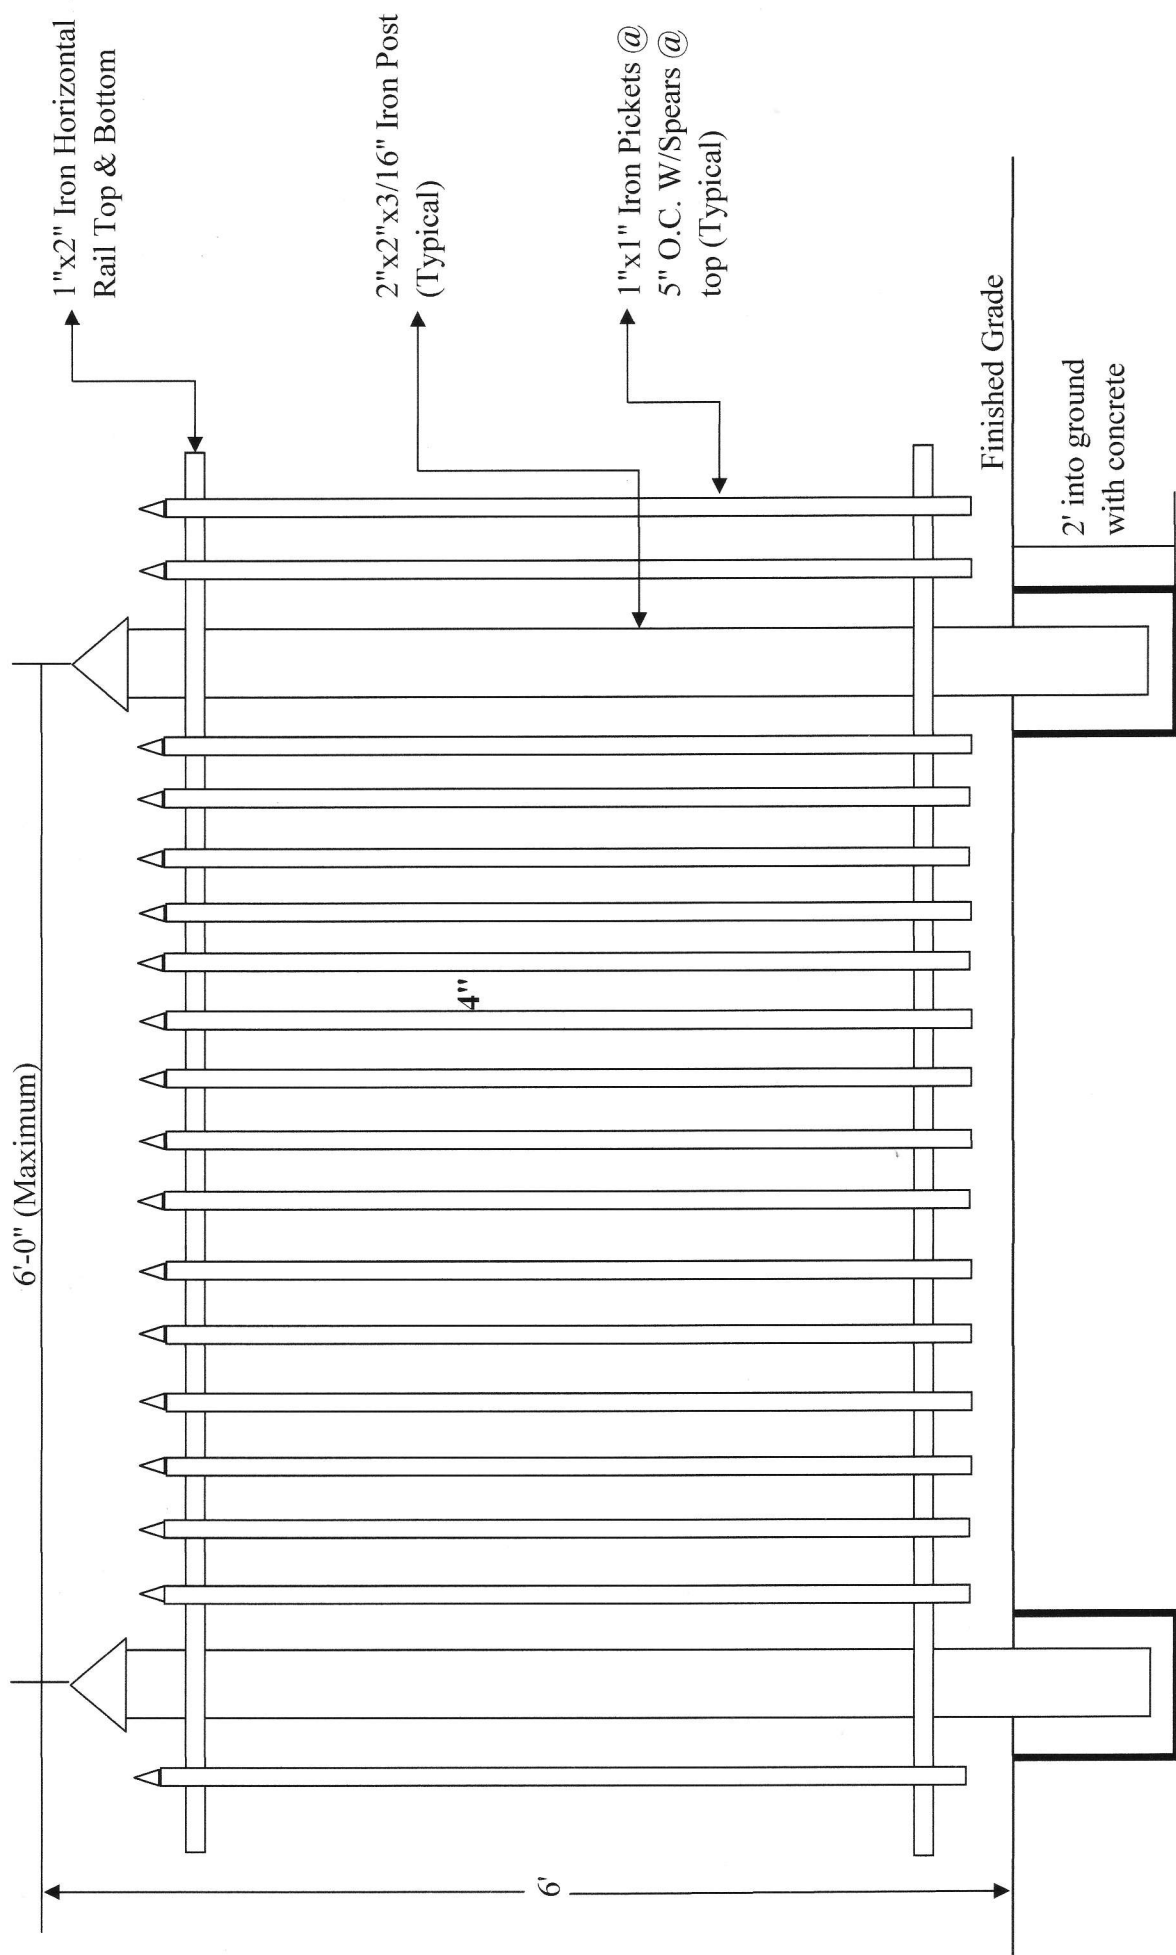 6'-0" (Maximum)
1"x2" Iron Horizontal
Rail Top & Bottom
2"x2"x3/16" Iron Post
(Typical)
4"
1"x1" Iron Pickets @
5" O.C. W/Spears @
top (Typical)
6'
Finished Grade
2' into ground
with concrete